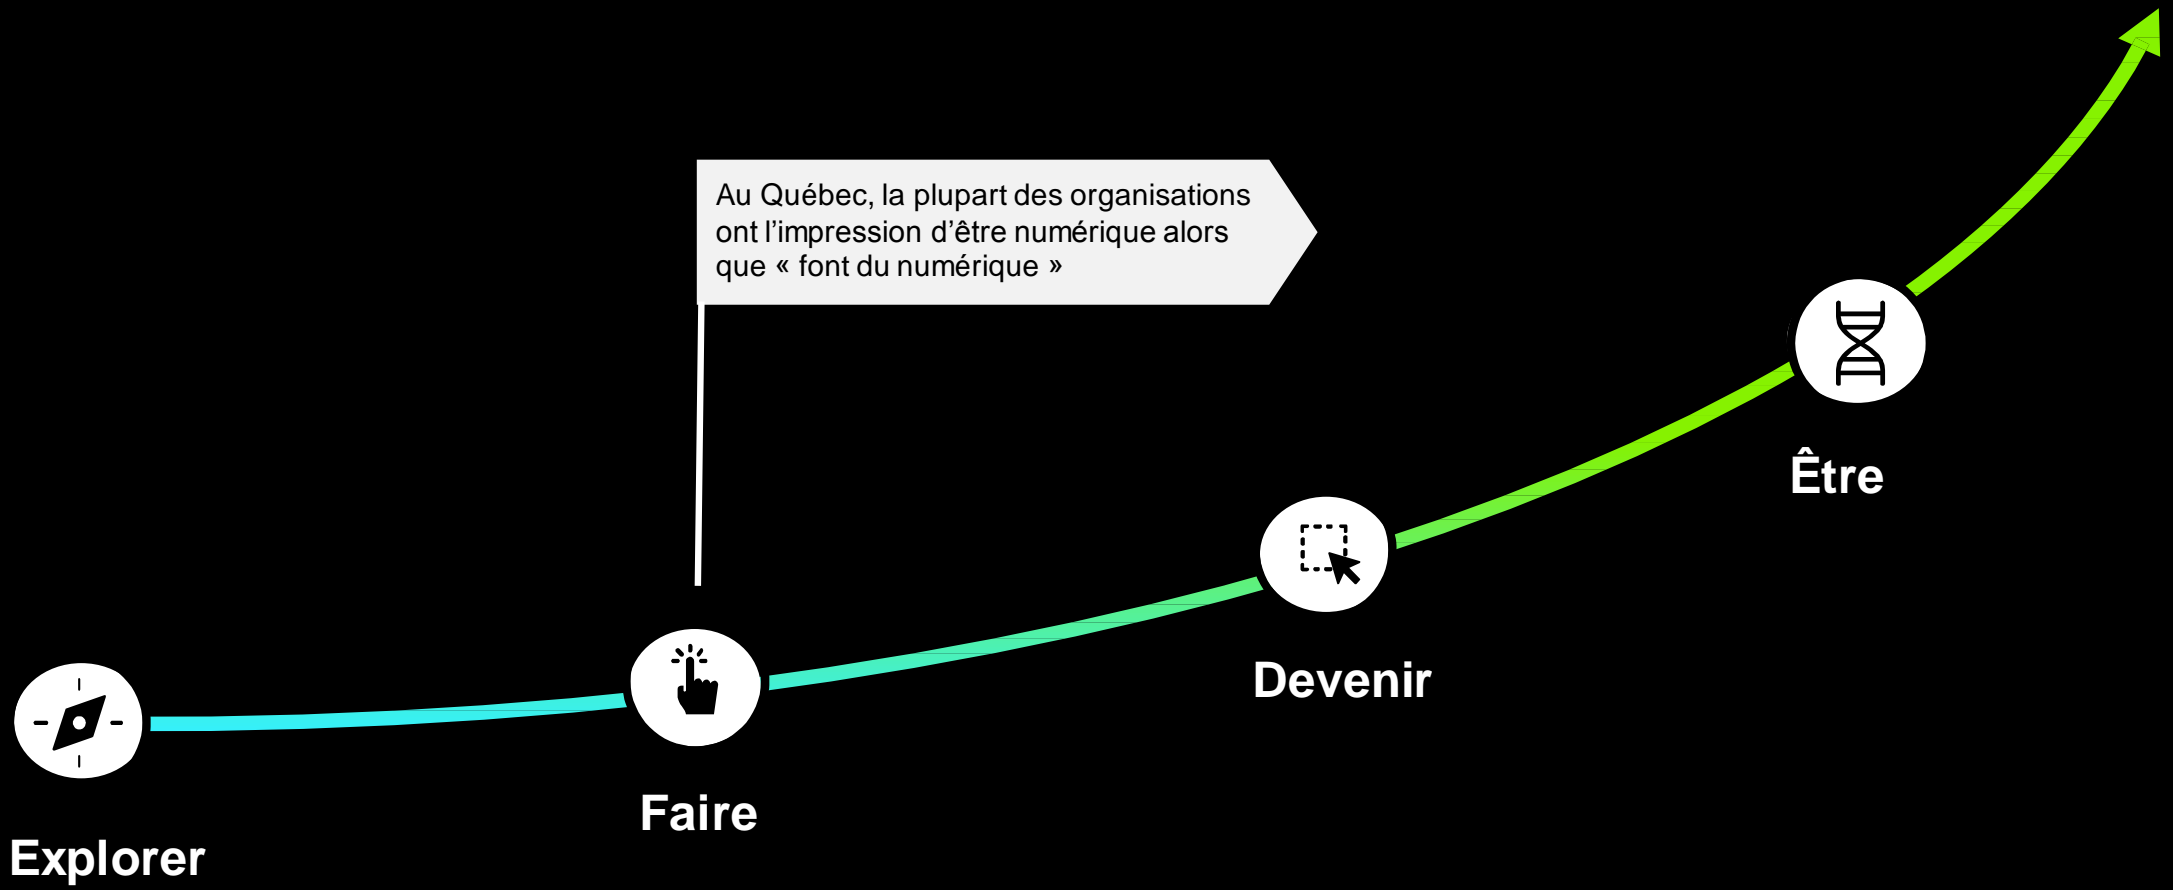 Au Québec, la plupart des organisations
ont l’impression d’être numérique alors
que « font du numérique »
Être
Devenir
Faire
Explorer